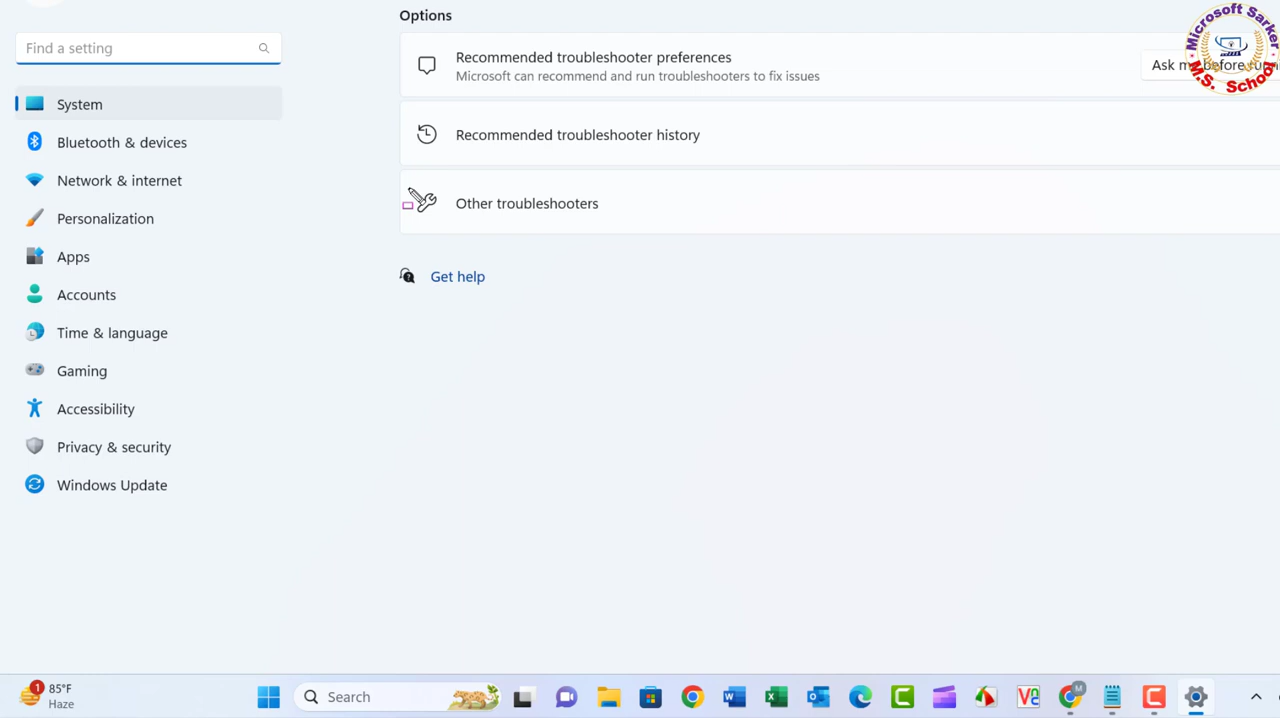 Options
Find a setting
Recommended troubleshooter preferences
Microsoft can recommend and run troubleshooters to fix issues
Ask me before
Microsoft Sarker
M.S. School
System
Recommended troubleshooter history
Bluetooth & devices
Network & internet
Other troubleshooters
Personalization
Apps
Get help
Accounts
Time & language
Gaming
Accessibility
Privacy & security
Windows Update
1
85°F
Haze
Search
M